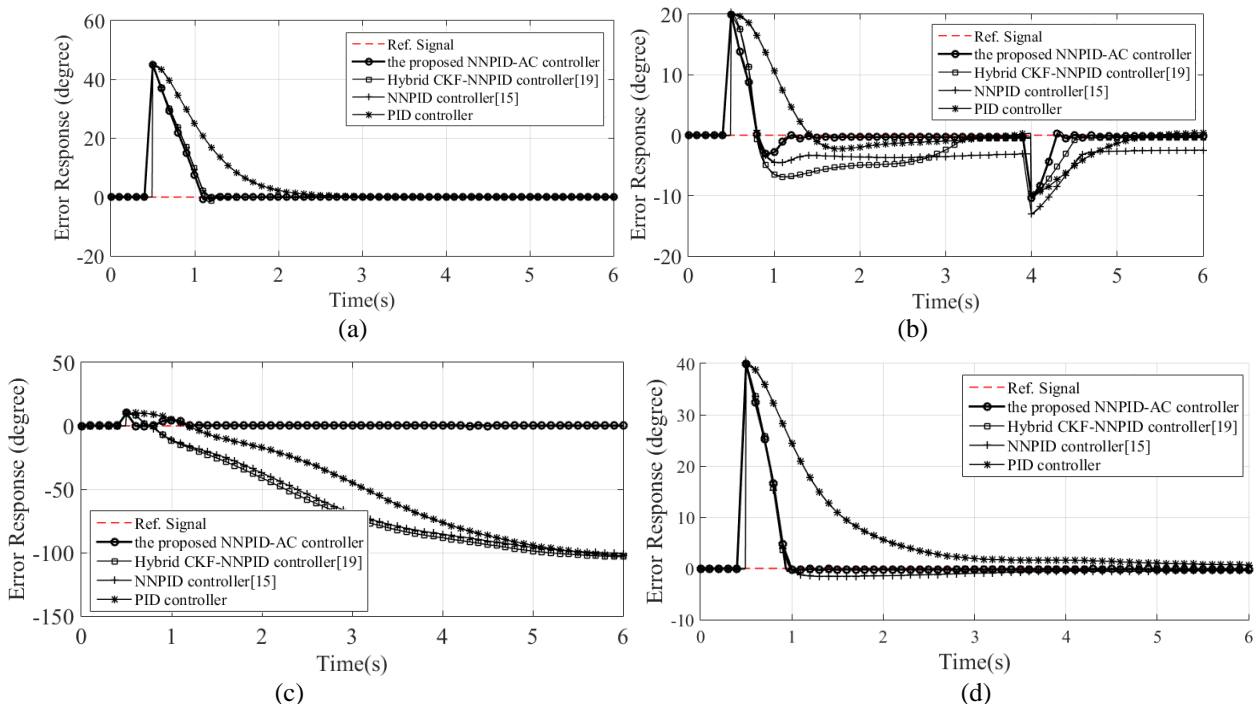 60
40
20
0
-20
Error Response (degree)
Ref. Signal
the proposed NNPID-AC controller
Hybrid CKF-NNPID controller[19]
NNPID controller[15]
PID controller
0 1 2 3 4 5 6
Time(s)
(a)
20
10
0
-10
-20
Error Response (degree)
Ref. Signal
the proposed NNPID-AC controller
Hybrid CKF-NNPID controller[19]
NNPID controller[15]
PID controller
0 1 2 3 4 5 6
Time(s)
(b)
50
0
-50
-100
-150
Error Response (degree)
Ref. Signal
the proposed NNPID-AC controller
Hybrid CKF-NNPID controller[19]
NNPID controller[15]
PID controller
0 1 2 3 4 5 6
Time(s)
(c)
40
30
20
10
0
-10
Error Response (degree)
Ref. Signal
the proposed NNPID-AC controller
Hybrid CKF-NNPID controller[19]
NNPID controller[15]
PID controller
0 1 2 3 4 5 6
Time(s)
(d)